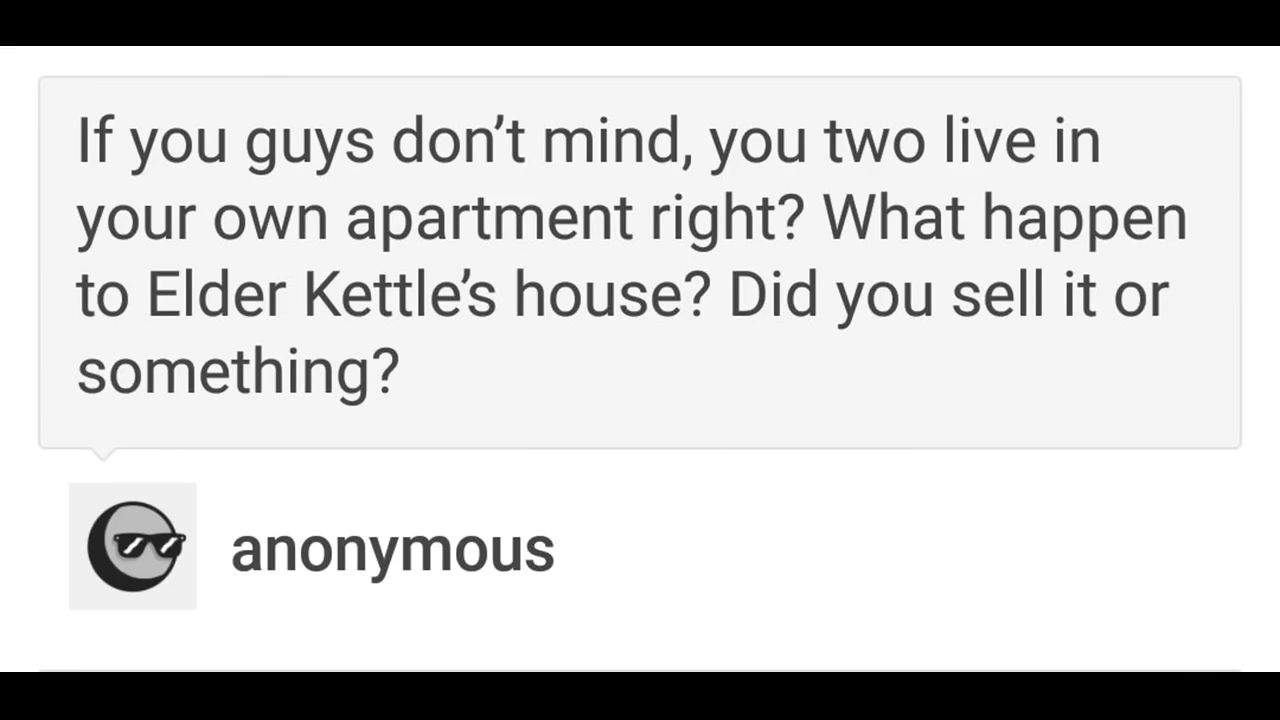 If you guys don’t mind, you two live in
your own apartment right? What happen
to Elder Kettle’s house? Did you sell it or
something?
anonymous